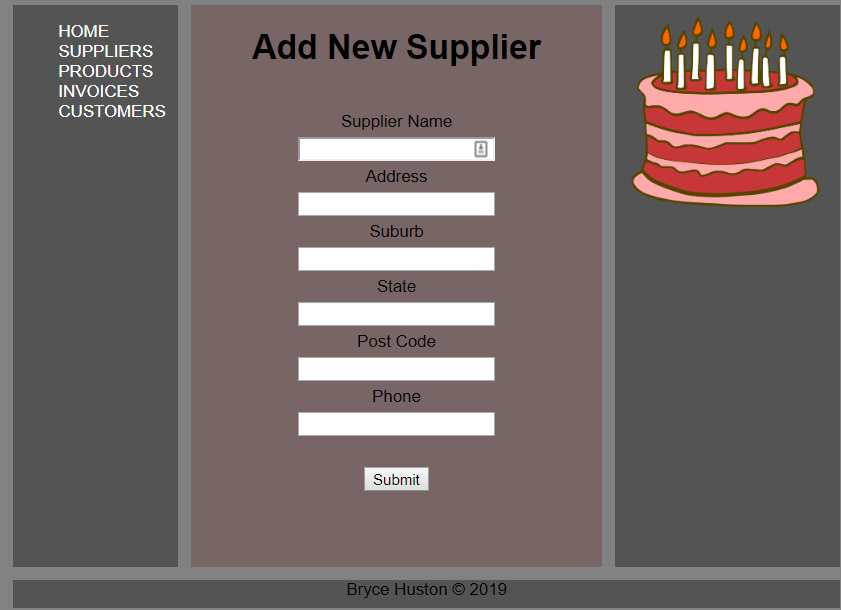 HOME
SUPPLIERS
PRODUCTS
INVOICES
CUSTOMERS
Add New Supplier
Supplier Name
Address
Suburb
State
Post Code
Phone
Submit
Bryce Huston © 2019